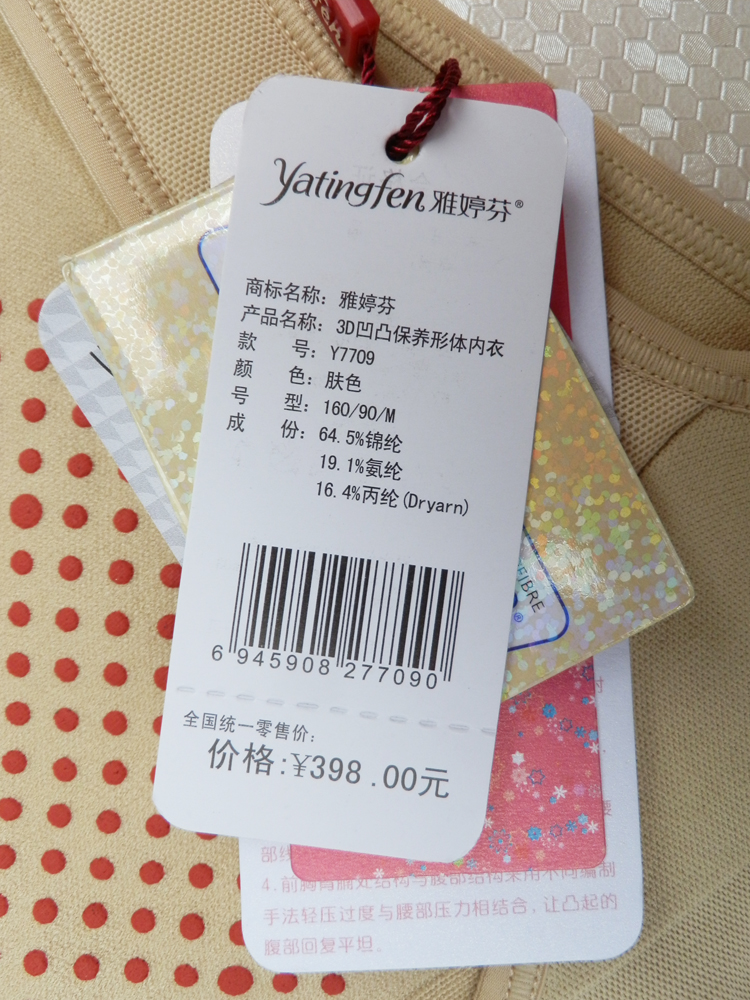 Yatingfen 雅婷芬®
商标名称: 雅婷芬
产品名称: 3D凹凸保养形体内衣
款 号: Y7709
颜 色: 肤色
号 型: 160/90/M
成 份: 64.5%锦纶
19.1%氨纶
16.4%丙纶(Dryarn)
6 945908 277090
全国统一零售价:
价格:¥398.00元
FIBRE
®
部线
4.前胸背襕处结构与腹部结构采用不同编制
手法轻压过度与腰部压力相结合, 让凸起的
腹部回复平坦。